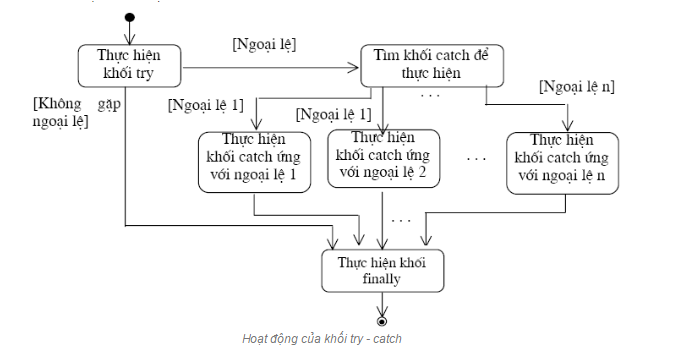 [Ngoại lệ]
Thực hiện
khối try
Tìm khối catch để
thực hiện
[Ngoại lệ n]
[Không gặp
ngoại lệ]
[Ngoại lệ 1]
[Ngoại lệ 1]
. . .
Thực hiện
khối catch ứng
với ngoại lệ 1
Thực hiện
khối catch ứng
với ngoại lệ 2
. . .
Thực hiện
khối catch ứng
với ngoại lệ n
. . .
Thực hiện khối
finally
Hoạt động của khối try - catch